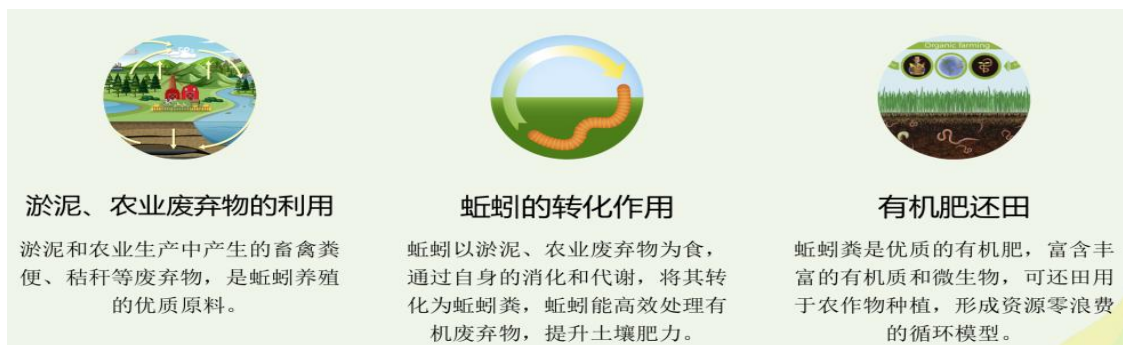 Organic farming
淤泥、农业废弃物的利用
淤泥和农业生产中产生的畜禽粪
便、秸秆等废弃物，是蚯蚓养殖
的优质原料。
蚯蚓的转化作用
蚯蚓以淤泥、农业废弃物为食，
通过自身的消化和代谢，将其转
化为蚯蚓粪，蚯蚓能高效处理有
机废弃物，提升土壤肥力。
有机肥还田
蚯蚓粪是优质的有机肥，富含丰
富的有机质和微生物，可还田用
于农作物种植，形成资源零浪费
的循环模型。